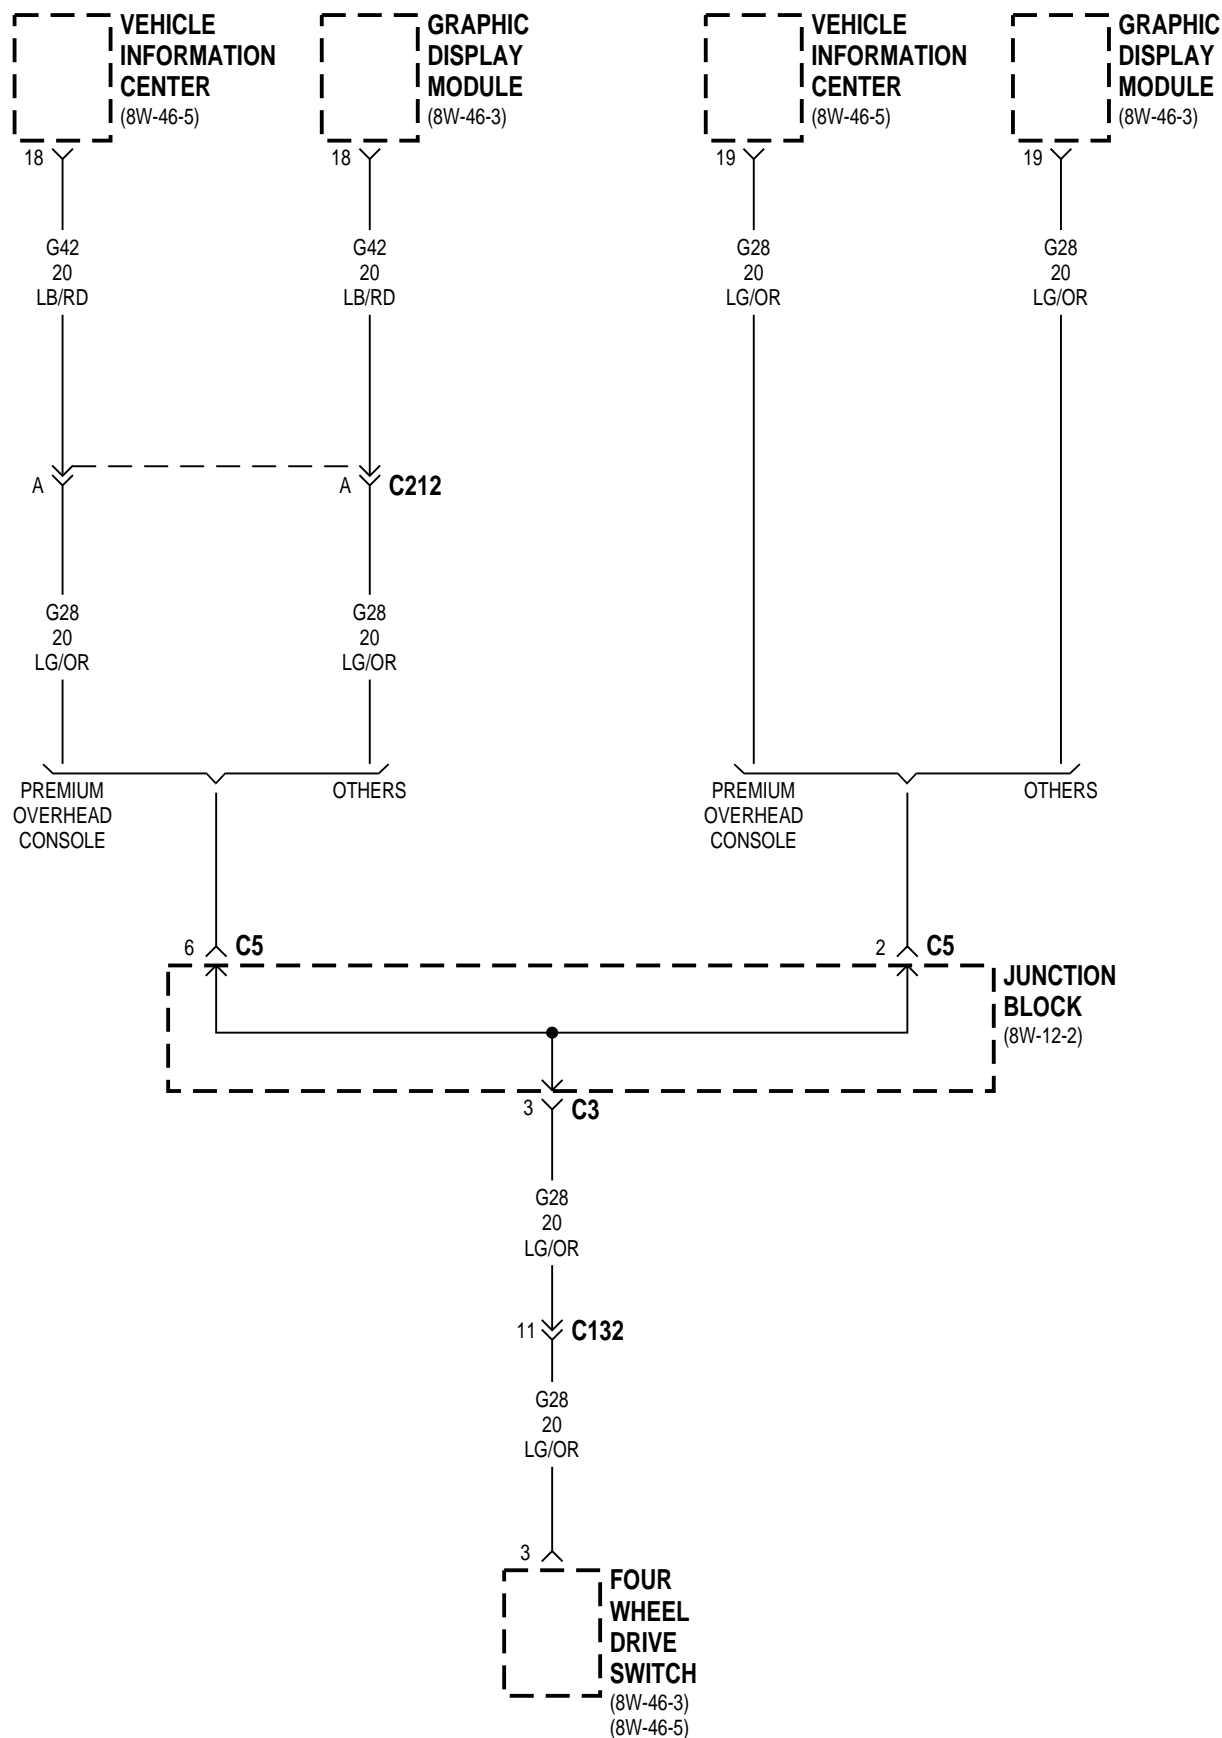 VEHICLE
INFORMATION
CENTER
(8W-46-5)
GRAPHIC
DISPLAY
MODULE
(8W-46-3)
VEHICLE
INFORMATION
CENTER
(8W-46-5)
GRAPHIC
DISPLAY
MODULE
(8W-46-3)
18
18
19
19
G42
20
LB/RD
G42
20
LB/RD
G28
20
LG/OR
G28
20
LG/OR
A
A
C212
G28
20
LG/OR
G28
20
LG/OR
PREMIUM
OVERHEAD
CONSOLE
OTHERS
PREMIUM
OVERHEAD
CONSOLE
OTHERS
6
C5
2
C5
JUNCTION
BLOCK
(8W-12-2)
3
C3
G28
20
LG/OR
11
C132
G28
20
LG/OR
3
FOUR
WHEEL
DRIVE
SWITCH
(8W-46-3)
(8W-46-5)